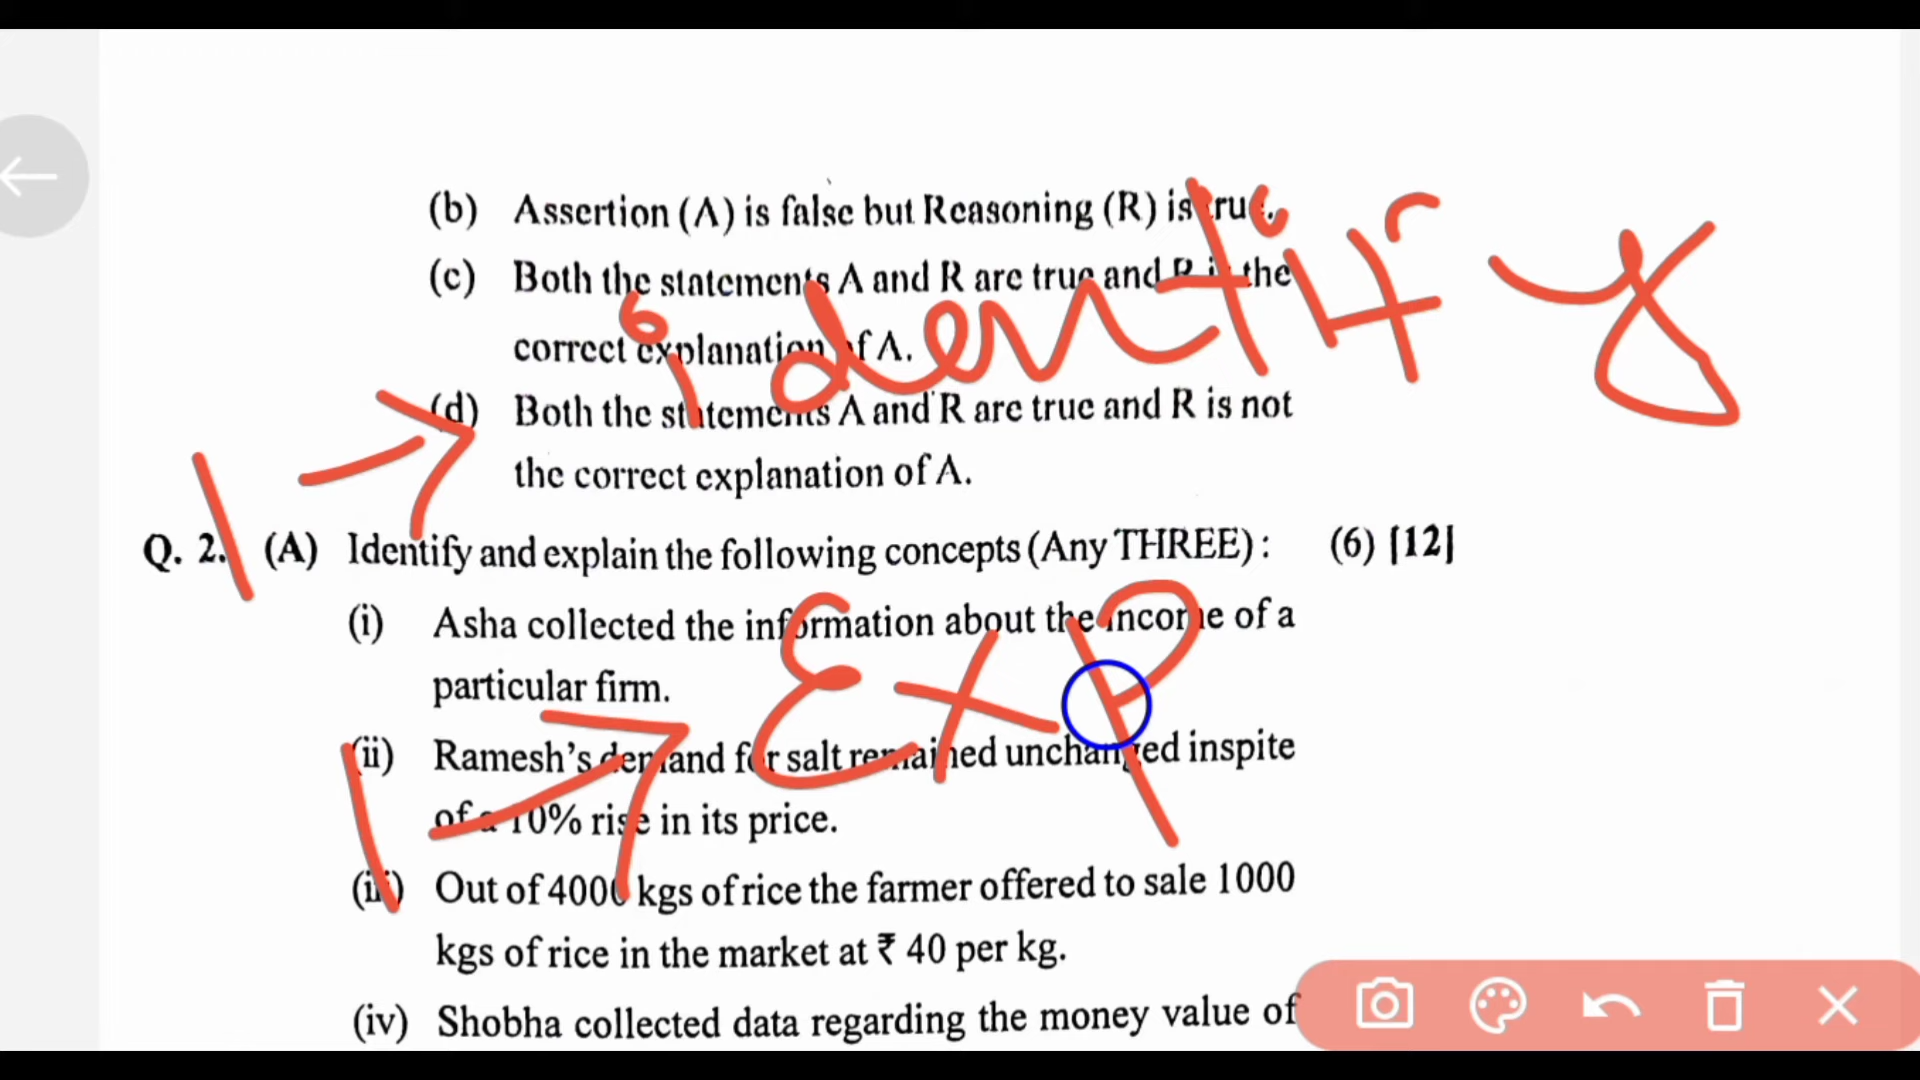 (b) Assertion (A) is false but Reasoning (R) is true.
(c) Both the statements A and R are true and R is the
correct explanation of A.
identify
(d) Both the statements A and R are true and R is not
the correct explanation of A.
1 →
Q. 2. (A) Identify and explain the following concepts (Any THREE) : (6) [12]
(i) Asha collected the information about the income of a
particular firm.
1 → Exp
(ii) Ramesh's demand for salt remained unchanged inspite
of a 10% rise in its price.
(iii) Out of 4000 kgs of rice the farmer offered to sale 1000
kgs of rice in the market at ₹ 40 per kg.
(iv) Shobha collected data regarding the money value of